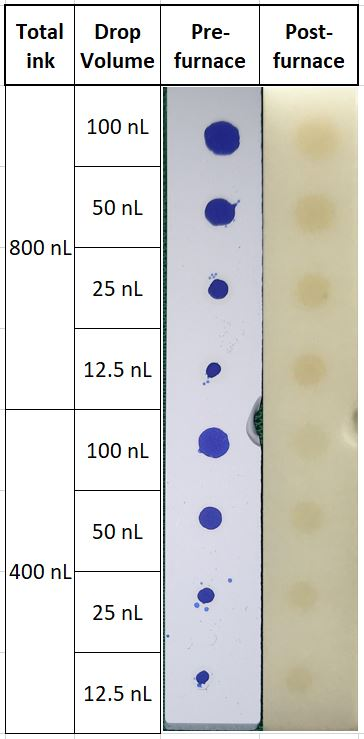 Total ink
Drop Volume
Pre-furnace
Post-furnace
800 nL
100 nL
50 nL
25 nL
12.5 nL
400 nL
100 nL
50 nL
25 nL
12.5 nL